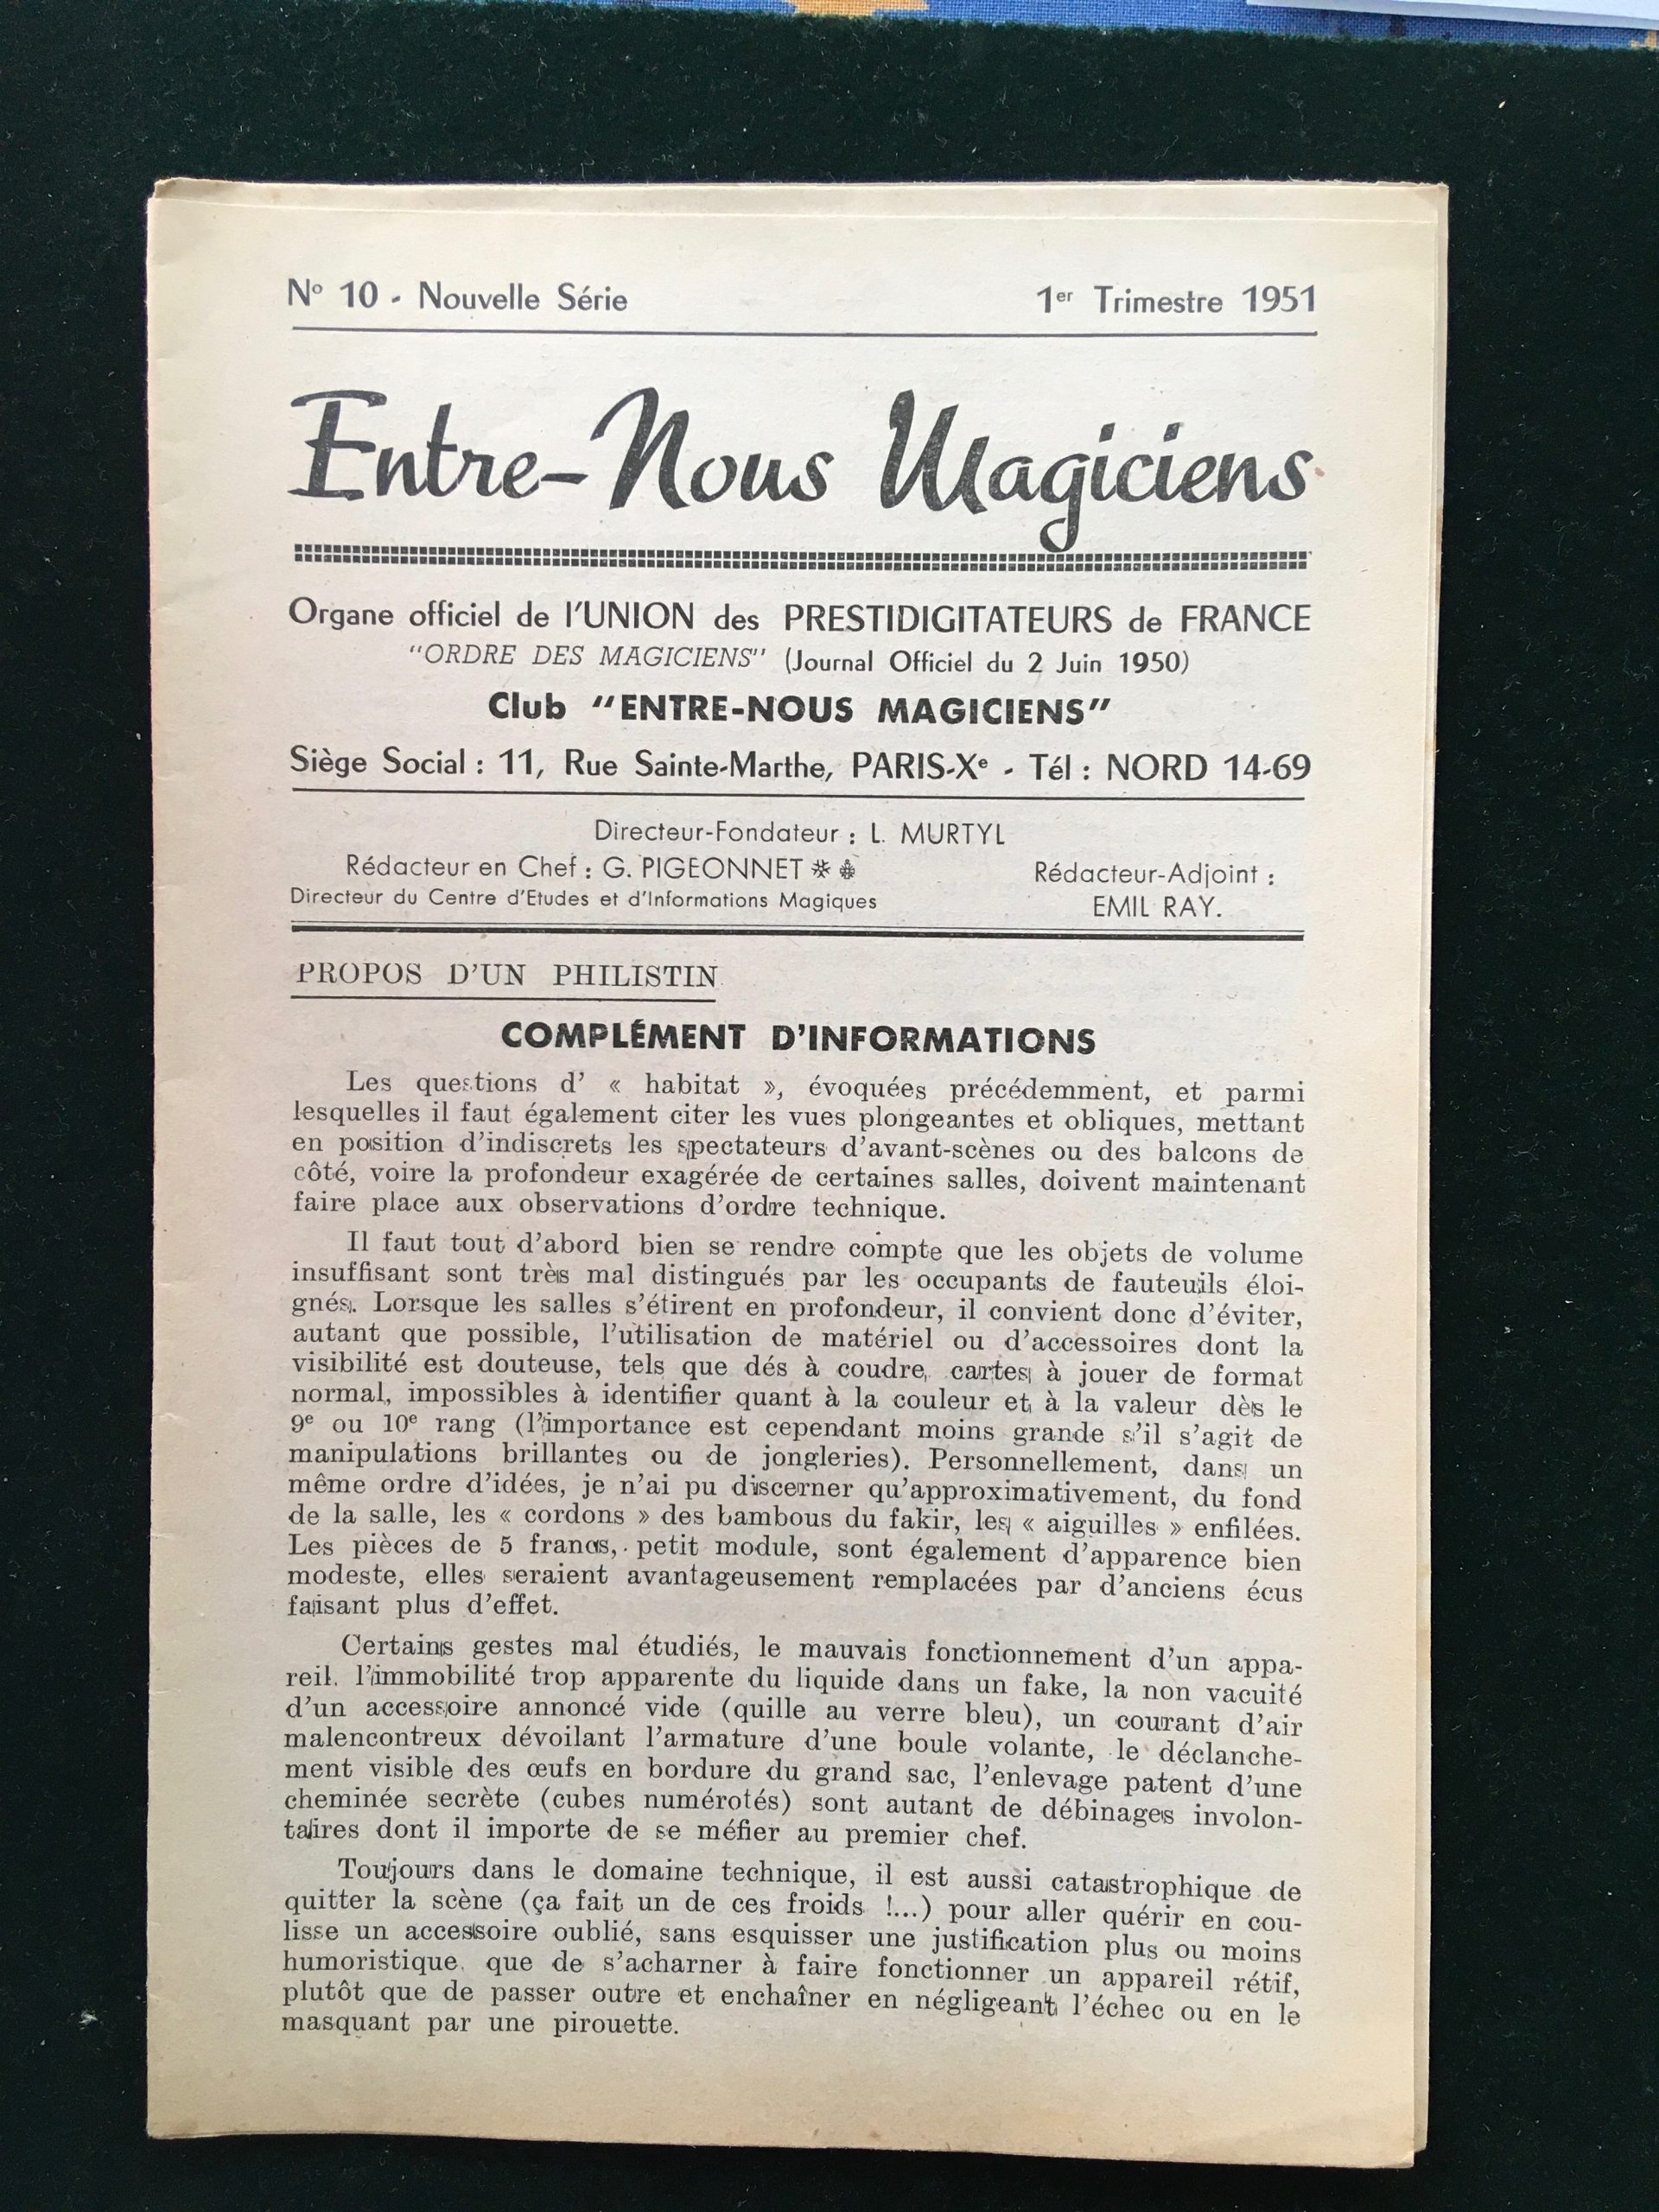 N° 10 - Nouvelle Série
1er Trimestre 1951
Entre-Nous Magiciens
Organe officiel de l'UNION des PRESTIDIGITATEURS de FRANCE
"ORDRE DES MAGICIENS" (Journal Officiel du 2 Juin 1950)
Club "ENTRE-NOUS MAGICIENS"
Siège Social : 11, Rue Sainte-Marthe, PARIS-Xe - Tél : NORD 14-69
Directeur-Fondateur : L. MURTYL
Rédacteur en Chef : G. PIGEONNET
Directeur du Centre d'Etudes et d'Informations Magiques
Rédacteur-Adjoint :
EMIL RAY.
PROPOS D'UN PHILISTIN
COMPLÉMENT D'INFORMATIONS
Les questions d' « habitat », évoquées précédemment, et parmi
lesquelles il faut également citer les vues plongeantes et obliques, mettant
en position d'indiscrets les spectateurs d'avant-scènes ou des balcons de
côté, voire la profondeur exagérée de certaines salles, doivent maintenant
faire place aux observations d'ordre technique.
Il faut tout d'abord bien se rendre compte que les objets de volume
insuffisant sont très mal distingués par les occupants de fauteuils éloi-
gnés. Lorsque les salles s'étirent en profondeur, il convient donc d'éviter,
autant que possible, l'utilisation de matériel ou d'accessoires dont la
visibilité est douteuse, tels que dés à coudre, cartes à jouer de format
normal, impossibles à identifier quant à la couleur et à la valeur dès le
9e ou 10e rang (l'importance est cependant moins grande s'il s'agit de
manipulations brillantes ou de jongleries). Personnellement, dans un
même ordre d'idées, je n'ai pu discerner qu'approximativement, du fond
de la salle, les « cordons » des bambous du fakir, les « aiguilles » enfilées.
Les pièces de 5 francs, petit module, sont également d'apparence bien
modeste, elles seraient avantageusement remplacées par d'anciens écus
faisant plus d'effet.
Certains gestes mal étudiés, le mauvais fonctionnement d'un appa-
reil, l'immobilité trop apparente du liquide dans un fake, la non vacuité
d'un accessoire annoncé vide (quille au verre bleu), un courant d'air
malencontreux dévoilant l'armature d'une boule volante, le déclanche-
ment visible des œufs en bordure du grand sac, l'enlevage patent d'une
cheminée secrète (cubes numérotés) sont autant de débinages involon-
taires dont il importe de se méfier au premier chef.
Toujours dans le domaine technique, il est aussi catastrophique de
quitter la scène (ça fait un de ces froids !...) pour aller quérir en cou-
lisse un accessoire oublié, sans esquisser une justification plus ou moins
humoristique, que de s'acharner à faire fonctionner un appareil rétif,
plutôt que de passer outre et enchaîner en négligeant l'échec ou en le
masquant par une pirouette.